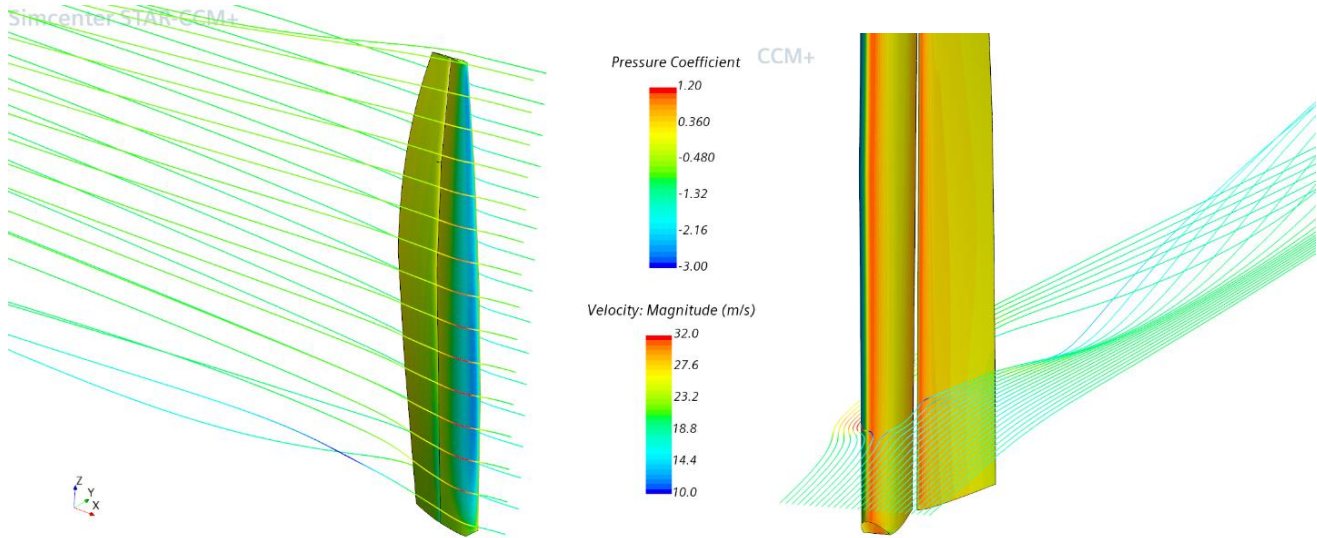 Simcenter STAR-CCM+
CCM+
Pressure Coefficient
1.20
0.360
-0.480
-1.32
-2.16
-3.00
Velocity: Magnitude (m/s)
32.0
27.6
23.2
18.8
14.4
10.0
Z
Y
X